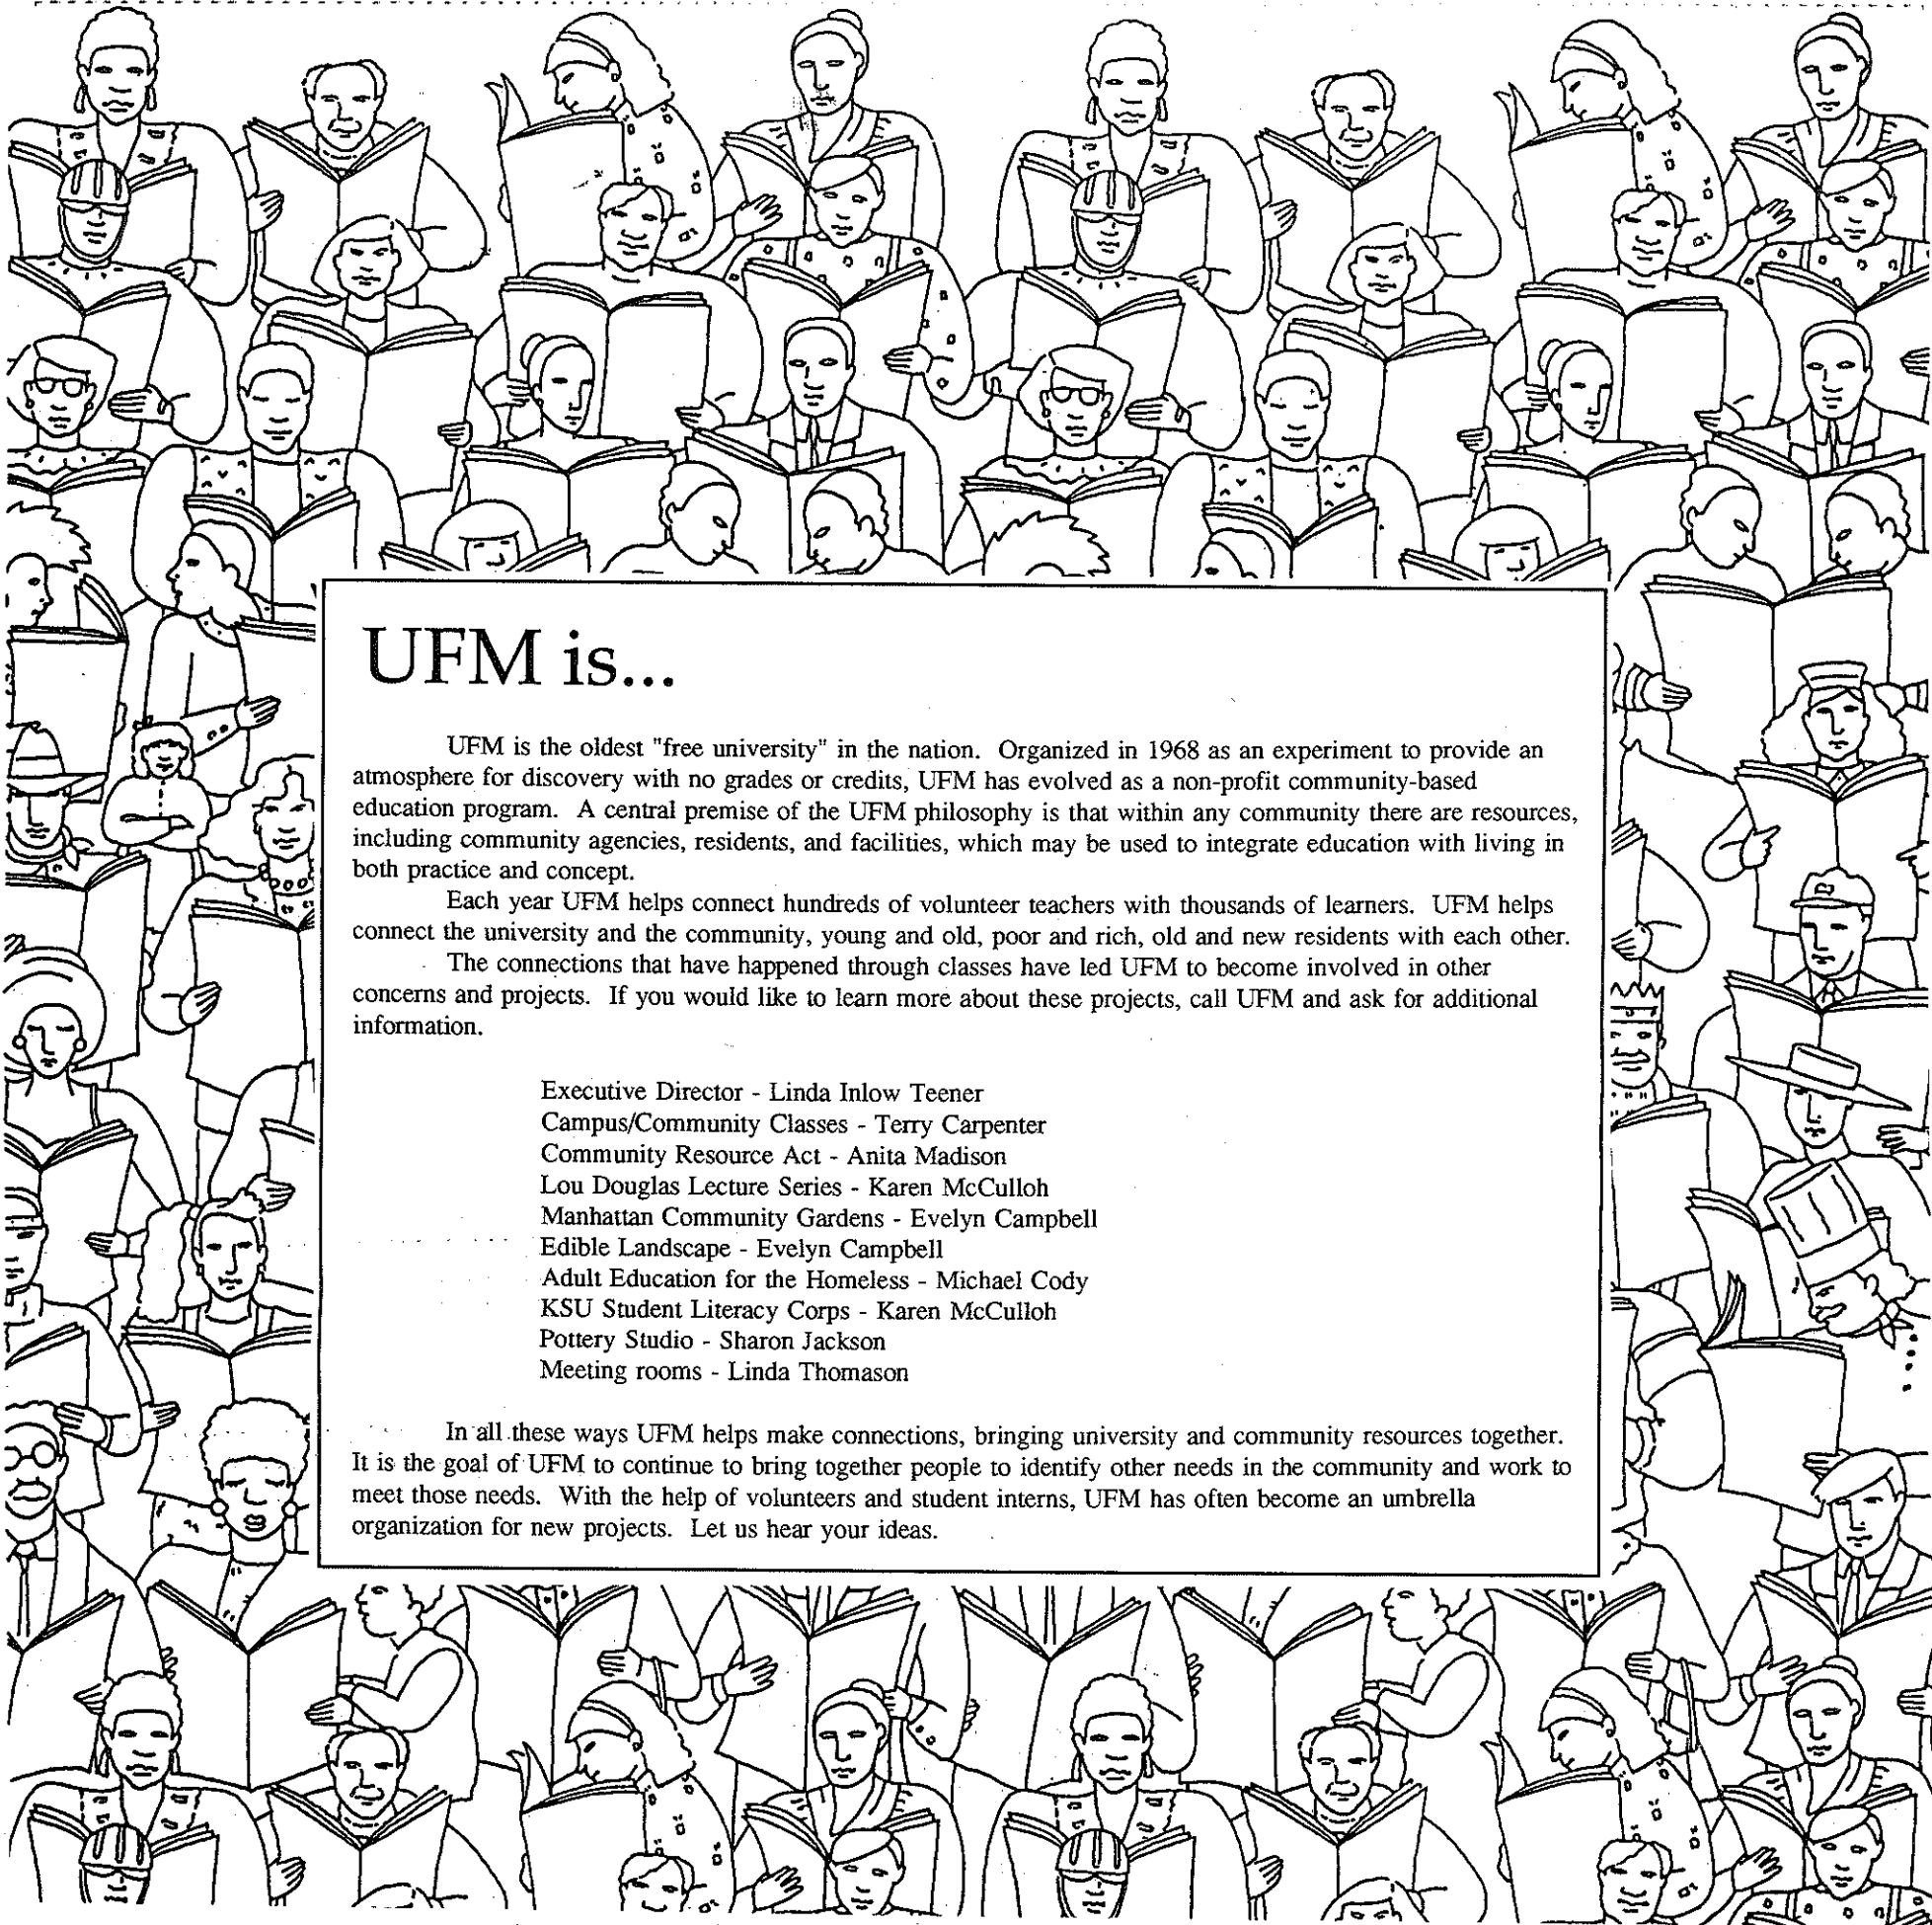 UFM is...
UFM is the oldest "free university" in the nation. Organized in 1968 as an experiment to provide an
atmosphere for discovery with no grades or credits, UFM has evolved as a non-profit community-based
education program. A central premise of the UFM philosophy is that within any community there are resources,
including community agencies, residents, and facilities, which may be used to integrate education with living in
both practice and concept.
Each year UFM helps connect hundreds of volunteer teachers with thousands of learners. UFM helps
connect the university and the community, young and old, poor and rich, old and new residents with each other.
The connections that have happened through classes have led UFM to become involved in other
concerns and projects. If you would like to learn more about these projects, call UFM and ask for additional
information.
Executive Director - Linda Inlow Teener
Campus/Community Classes - Terry Carpenter
Community Resource Act - Anita Madison
Lou Douglas Lecture Series - Karen McCulloh
Manhattan Community Gardens - Evelyn Campbell
Edible Landscape - Evelyn Campbell
Adult Education for the Homeless - Michael Cody
KSU Student Literacy Corps - Karen McCulloh
Pottery Studio - Sharon Jackson
Meeting rooms - Linda Thomason
In all these ways UFM helps make connections, bringing university and community resources together.
It is the goal of UFM to continue to bring together people to identify other needs in the community and work to
meet those needs. With the help of volunteers and student interns, UFM has often become an umbrella
organization for new projects. Let us hear your ideas.